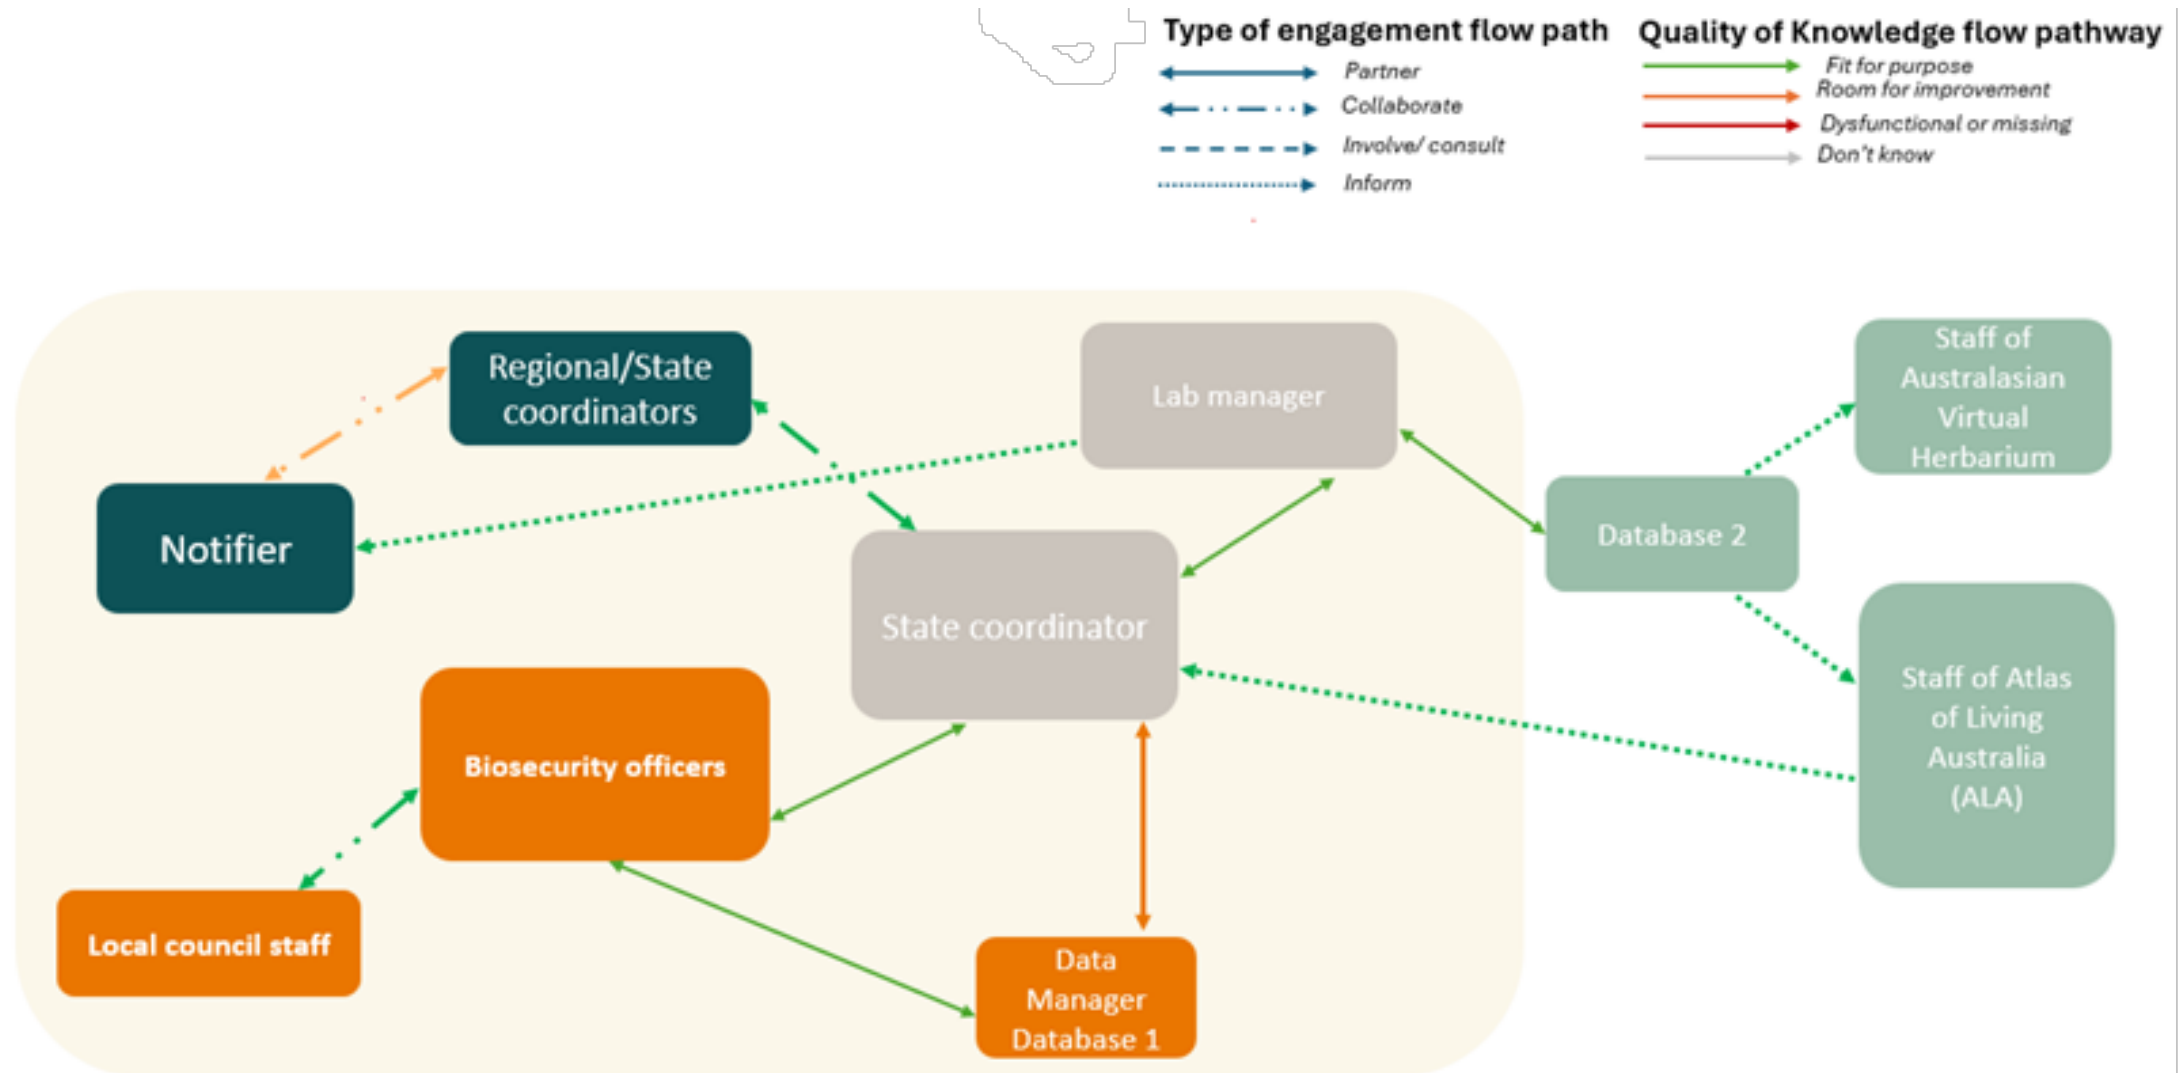 Type of engagement flow path
Partner
Collaborate
Involve/ consult
Inform
Quality of Knowledge flow pathway
Fit for purpose
Room for improvement
Dysfunctional or missing
Don't know
Regional/State
coordinators
Lab manager
Staff of
Australasian
Virtual
Herbarium
Notifier
Database 2
State coordinator
Staff of Atlas
of Living
Australia
(ALA)
Biosecurity officers
Local council staff
Data
Manager
Database 1